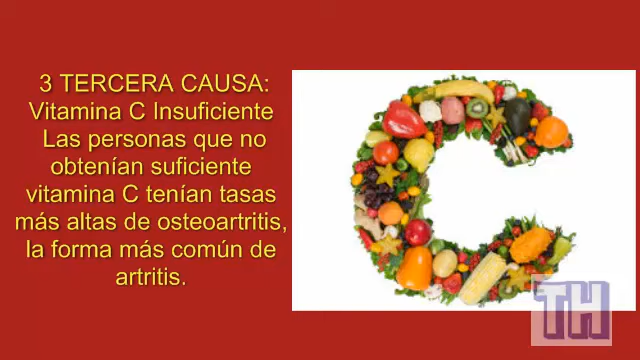 3 TERCERA CAUSA:
Vitamina C Insuficiente
Las personas que no
obtenían suficiente
vitamina C tenían tasas
más altas de osteoartritis,
la forma más común de
artritis.
TH